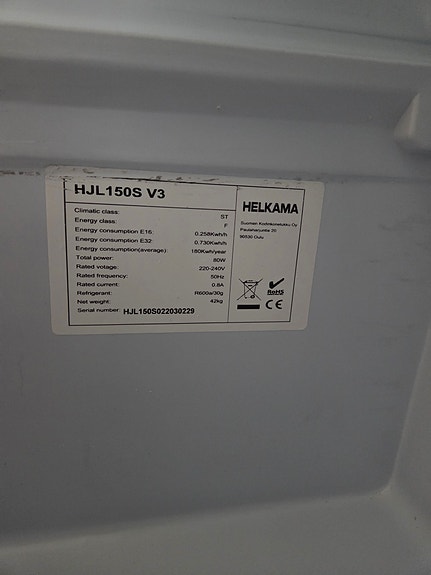 HJL150S V3
Climatic class: ST
Energy class: F
Energy consumption E16: 0.258Kwh/h
Energy consumption E32: 0.730Kwh/h
Energy consumption(average): 180Kwh/year
Total power: 80W
Rated votage: 220-240V
Rated frequency: 50Hz
Rated current: 0.8A
Refrigerant: R600a/30g
Net weight: 42kg
Serial number: HJL150S022030229
HELKAMA
Suomen Kodinkonetukku Oy
Paulaharjuntie 20
90530 Oulu
RoHS
CE